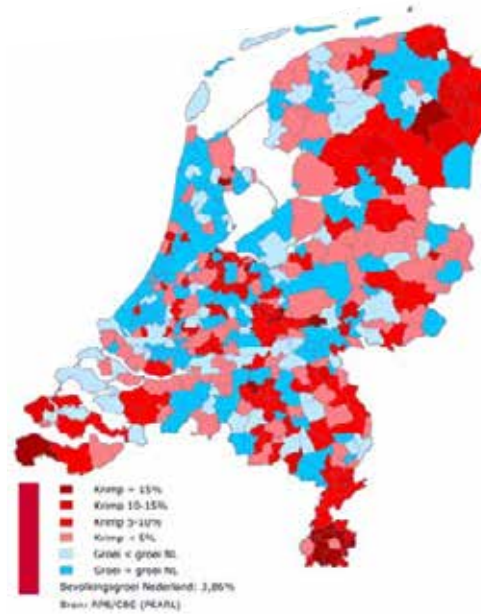 Krimp > 15%
Krimp 10-15%
Krimp 5-10%
Krimp < 5%
Groei < groei NL
Groei > groei NL
Bevolkingsgroei Nederland: 3,86%
Bron: RPB/CBS (PEARL)